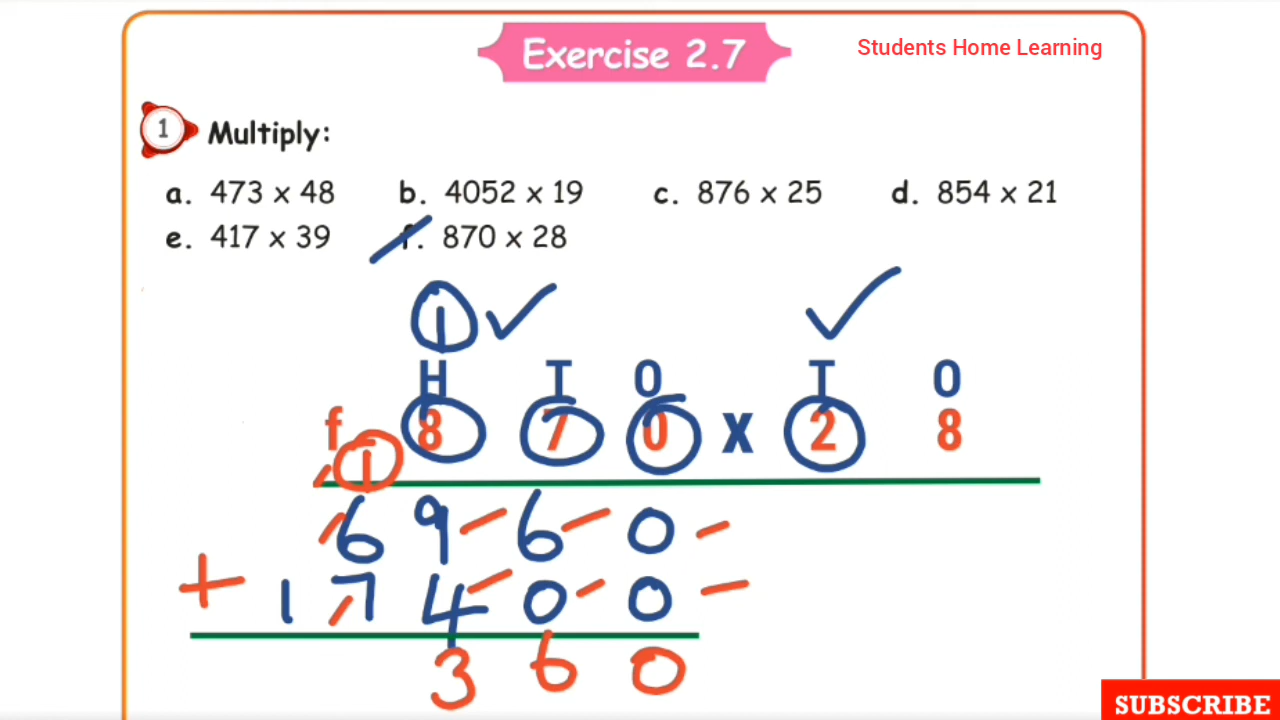 Exercise 2.7
Students Home Learning
1 Multiply:
a. 473 x 48 b. 4052 x 19 c. 876 x 25 d. 854 x 21
e. 417 x 39 f. 870 x 28
1
H T O T O
f 8 7 0 x 2 8
1
6 9 6 0
+ 1 7 4 0 0
3 6 0
SUBSCRIBE